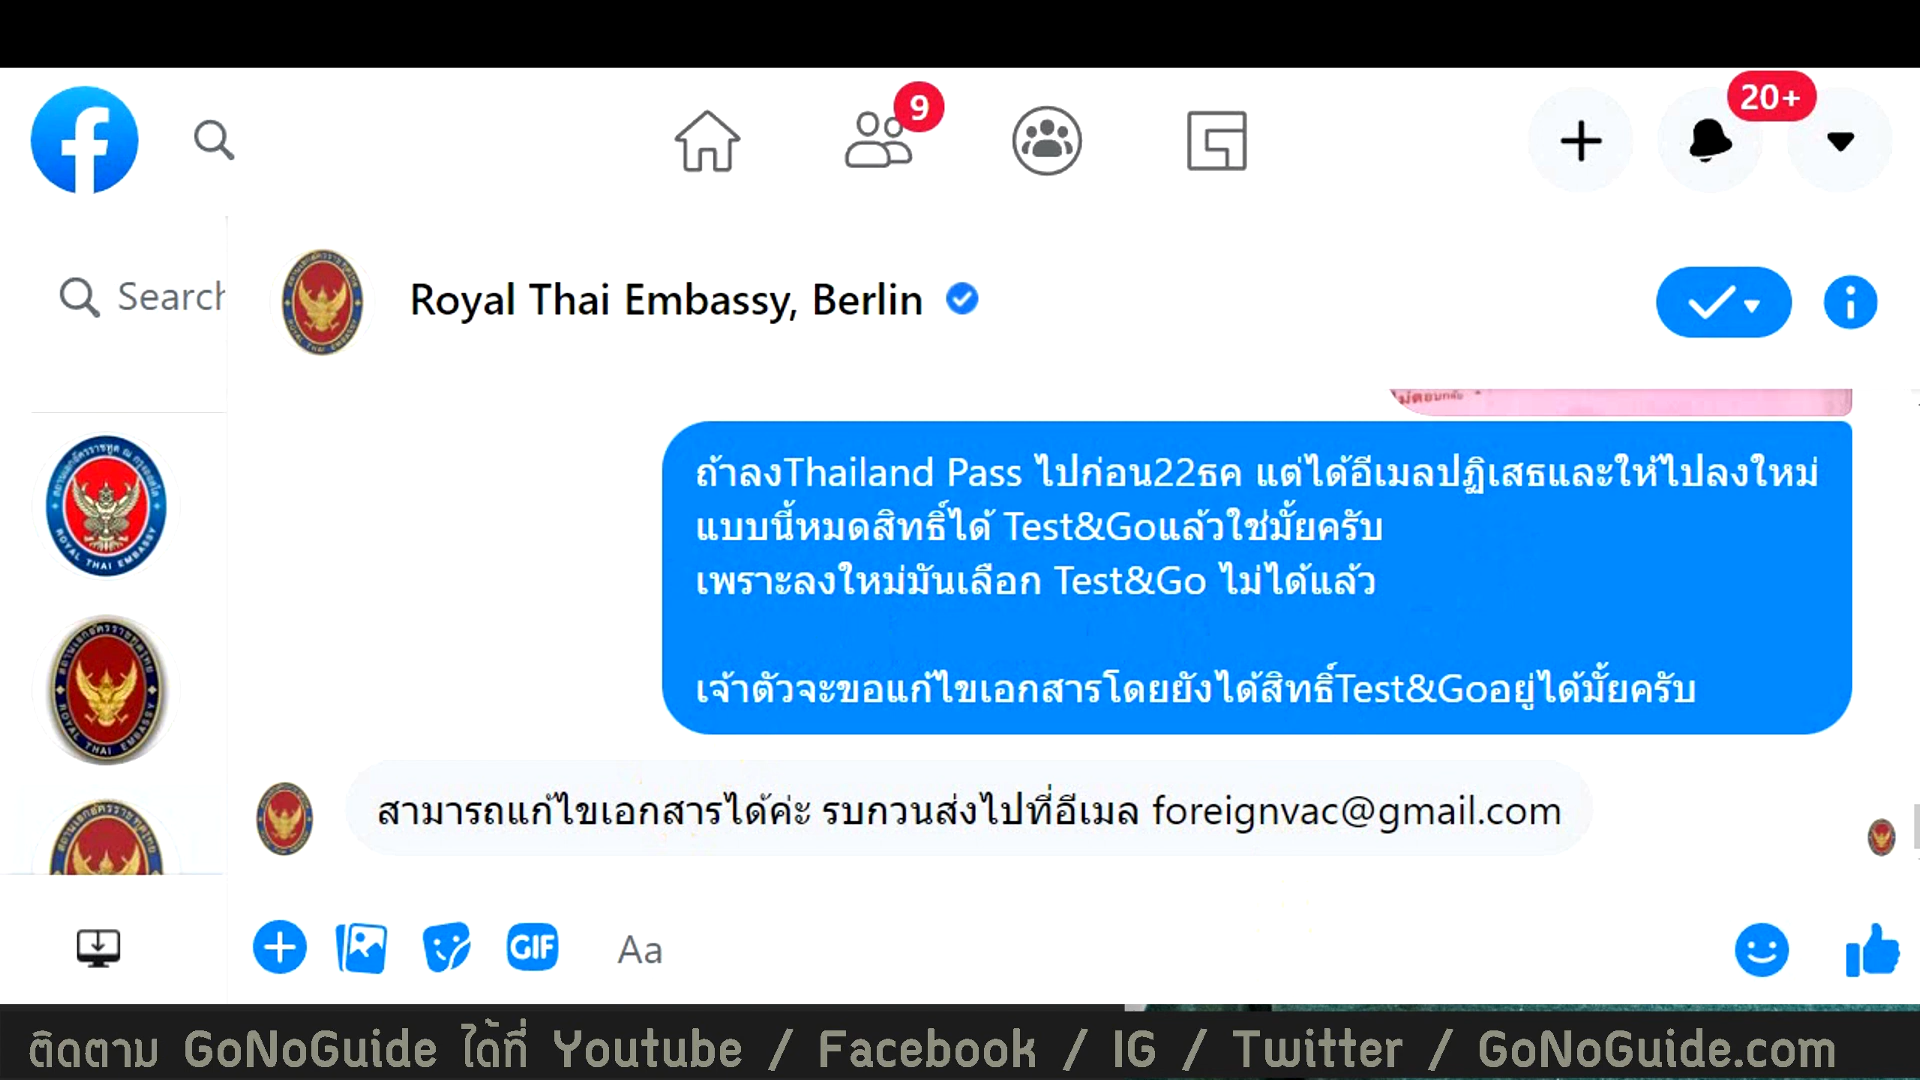 9
20+
Search
Royal Thai Embassy, Berlin
ถ้าลงThailand Pass ไปก่อน22ธค แต่ได้อีเมลปฏิเสธและให้ไปลงใหม่
แบบนี้หมดสิทธิ์ได้ Test&Goแล้วใช่มั้ยครับ
เพราะลงใหม่มันเลือก Test&Go ไม่ได้แล้ว
เจ้าตัวจะขอแก้ไขเอกสารโดยยังได้สิทธิ์Test&Goอยู่ได้มั้ยครับ
สามารถแก้ไขเอกสารได้ค่ะ รบกวนส่งไปที่อีเมล foreignvac@gmail.com
ROYAL THAI EMBASSY
ROYAL THAI EMBASSY
GIF
Aa
ติดตาม GoNoGuide ได้ที่ Youtube / Facebook / IG / Twitter / GoNoGuide.com